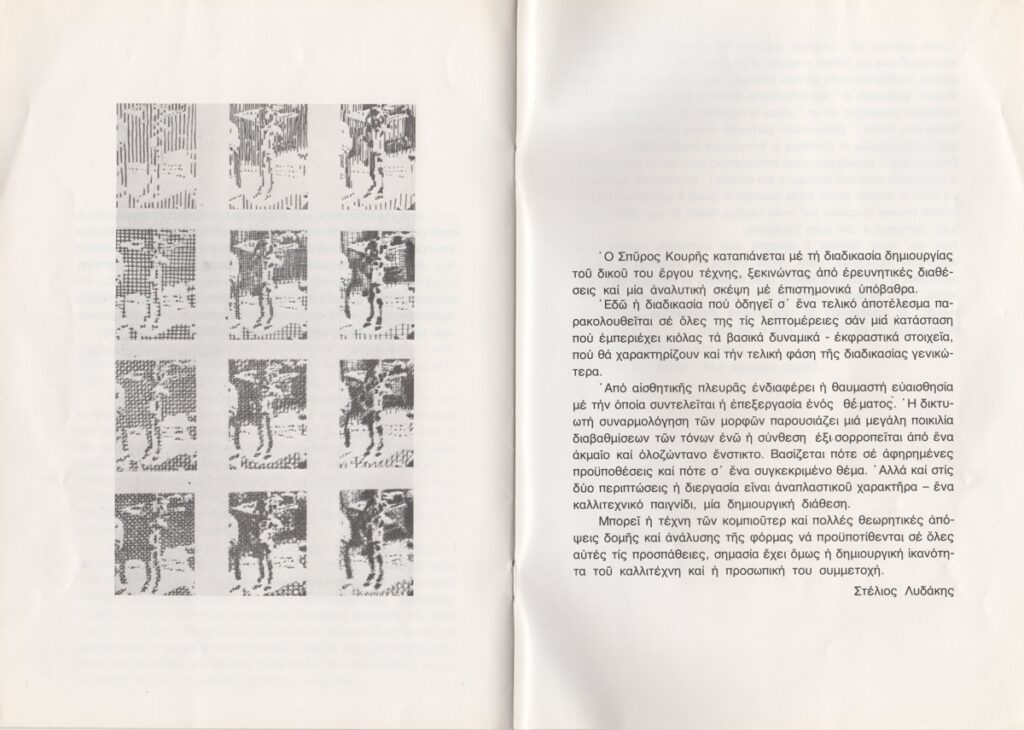 Ὁ Σπῦρος Κουρῆς καταπιάνεται μέ τή διαδικασία δημιουργίας
τοῦ δικοῦ του ἔργου τέχνης, ξεκινώντας ἀπό ἐρευνητικές διαθέ-
σεις καί μία ἀναλυτική σκέψη μέ ἐπιστημονικά ὑπόβαθρα.
Ἐδῶ ἡ διαδικασία πού ὁδηγεῖ σ᾿ ἕνα τελικό ἀποτέλεσμα πα-
ρακολουθεῖται σέ ὅλες της τίς λεπτομέρειες σάν μιά κατάσταση
πού ἐμπεριέχει κιόλας τά βασικά δυναμικά - ἐκφραστικά στοιχεῖα,
πού θά χαρακτηρίζουν καί τήν τελική φάση τῆς διαδικασίας γενικώ-
τερα.
Ἀπό αἰσθητικῆς πλευρᾶς ἐνδιαφέρει ἡ θαυμαστή εὐαισθησία
μέ τήν ὁποία συντελεῖται ἡ ἐπεξεργασία ἑνός θέματος. Ἡ δικτυ-
ωτή συναρμολόγηση τῶν μορφῶν παρουσιάζει μιά μεγάλη ποικιλία
διαβαθμίσεων τῶν τόνων ἐνῶ ἡ σύνθεση ἐξισορροπεῖται ἀπό ἕνα
ἀκμαῖο καί ὁλοζώντανο ἔνστικτο. Βασίζεται πότε σέ ἀφηρημένες
προϋποθέσεις καί πότε σ᾿ ἕνα συγκεκριμένο θέμα. Ἀλλά καί στίς
δύο περιπτώσεις ἡ διεργασία εἶναι ἀναπλαστικοῦ χαρακτῆρα – ἕνα
καλλιτεχνικό παιγνίδι, μία δημιουργική διάθεση.
Μπορεῖ ἡ τέχνη τῶν κομπιοῦτερ καί πολλές θεωρητικές ἀπό-
ψεις δομῆς καί ἀνάλυσης τῆς φόρμας νά προϋποτίθενται σέ ὅλες
αὐτές τίς προσπάθειες, σημασία ἔχει ὅμως ἡ δημιουργική ἱκανότη-
τα τοῦ καλλιτέχνη καί ἡ προσωπική του συμμετοχή.
Στέλιος Λυδάκης